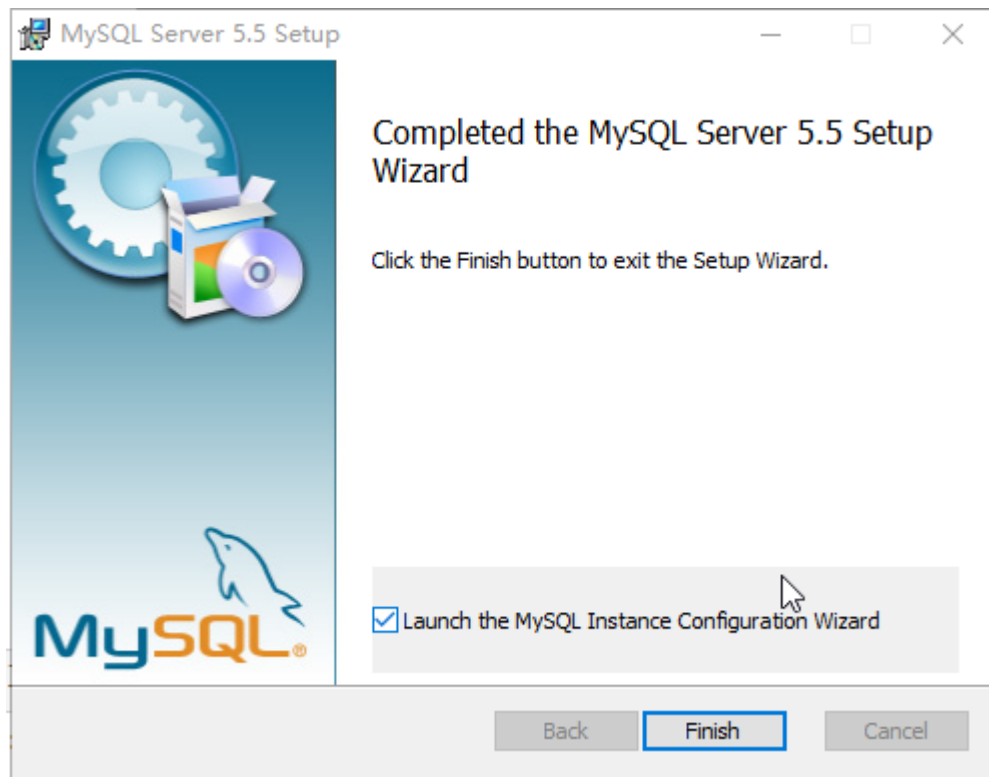 MySQL Server 5.5 Setup
Completed the MySQL Server 5.5 Setup
Wizard
Click the Finish button to exit the Setup Wizard.
Launch the MySQL Instance Configuration Wizard
MySQL®
Back Finish Cancel